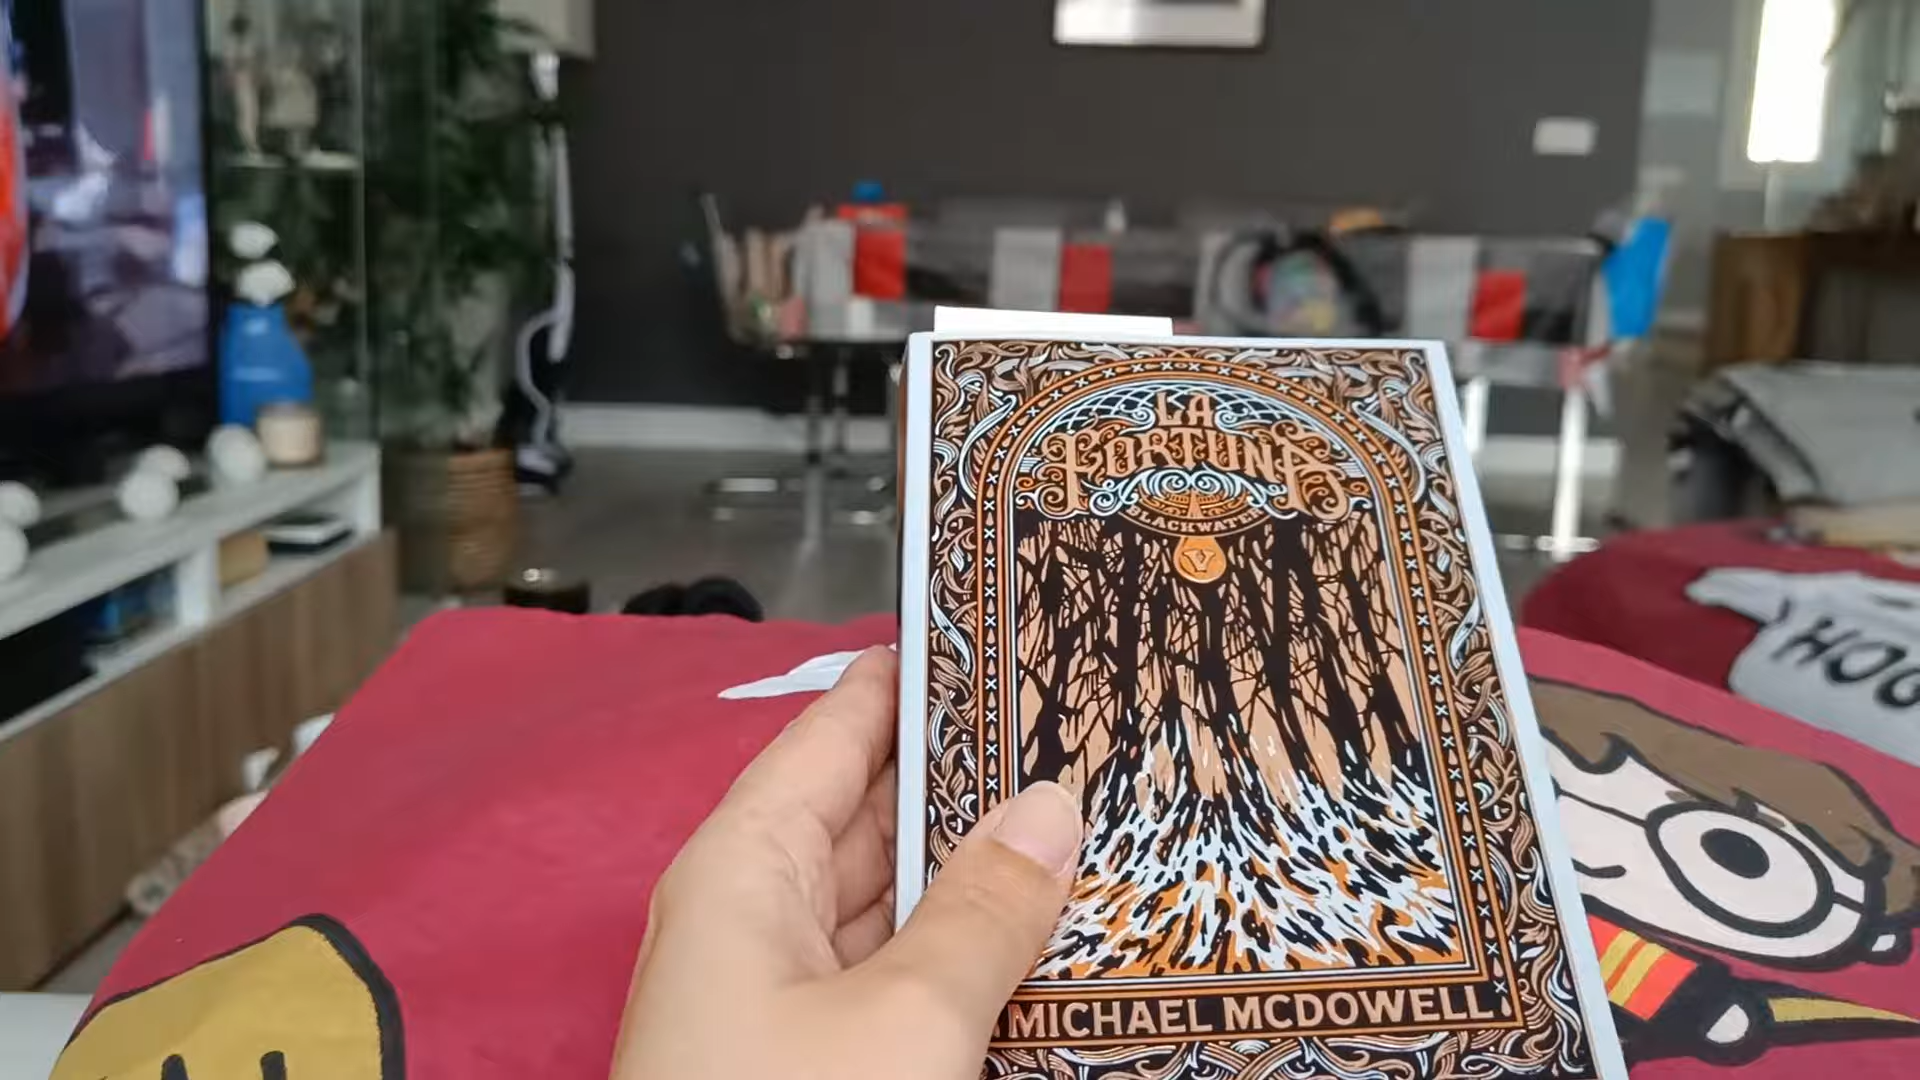 LA
FORTUNA
BLACKWATER
V
MICHAEL MCDOWELL
HOG